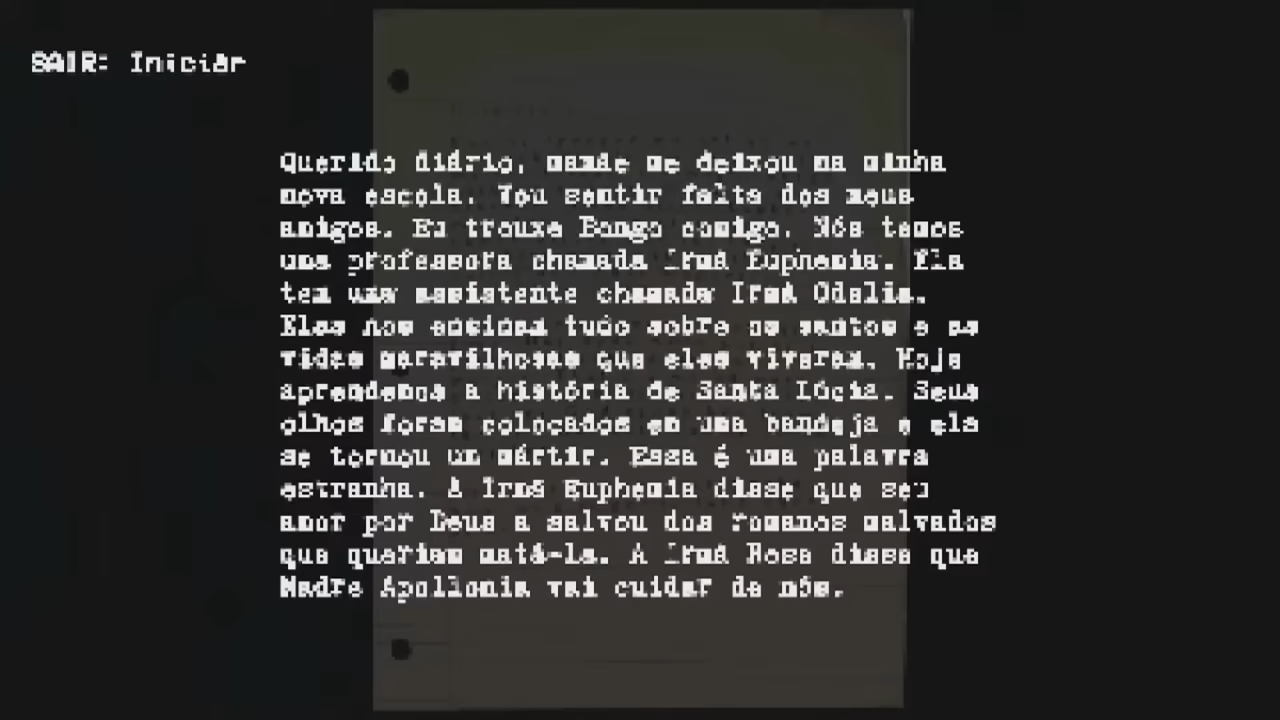 SAIR: Iniciar
Querido diário, mamãe me deixou na minha
nova escola. Vou sentir falta dos meus
amigos. Eu trouxe Bongo comigo. Nós temos
uma professora chamada Irmã Euphemia. Ela
tem uma assistente chamada Irmã Odelia.
Elas nos ensinam tudo sobre os santos e as
vidas maravilhosas que eles viveram. Hoje
aprendemos a história de Santa Lúcia. Seus
olhos foram colocados em uma bandeja e ela
se tornou um mártir. Essa é uma palavra
estranha. A Irmã Euphemia disse que seu
amor por Deus a salvou dos romanos malvados
que queriam matá-la. A Irmã Rosa disse que
Madre Apollonia vai cuidar de nós.